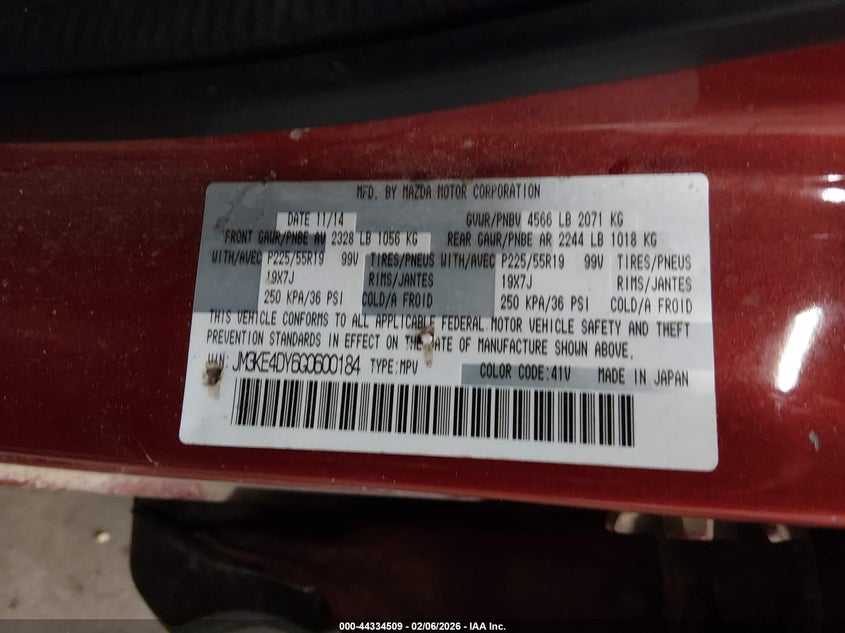 MFD. BY MAZDA MOTOR CORPORATION
DATE 11/14 GVWR/PNBV 4566 LB 2071 KG
FRONT GAWR/PNBE AV 2328 LB 1056 KG REAR GAWR/PNBE AR 2244 LB 1018 KG
WITH/AVEC P225/55R19 99V TIRES/PNEUS WITH/AVEC P225/55R19 99V TIRES/PNEUS
19X7J RIMS/JANTES 19X7J RIMS/JANTES
250 KPA/36 PSI COLD/A FROID 250 KPA/36 PSI COLD/A FROID
THIS VEHICLE CONFORMS TO ALL APPLICABLE FEDERAL MOTOR VEHICLE SAFETY AND THEFT
PREVENTION STANDARDS IN EFFECT ON THE DATE OF MANUFACTURE SHOWN ABOVE.
VIN: JM3KE4DY6G0600184 TYPE:MPV COLOR CODE:41V MADE IN JAPAN
000-44334509 - 02/06/2026 - IAA Inc.